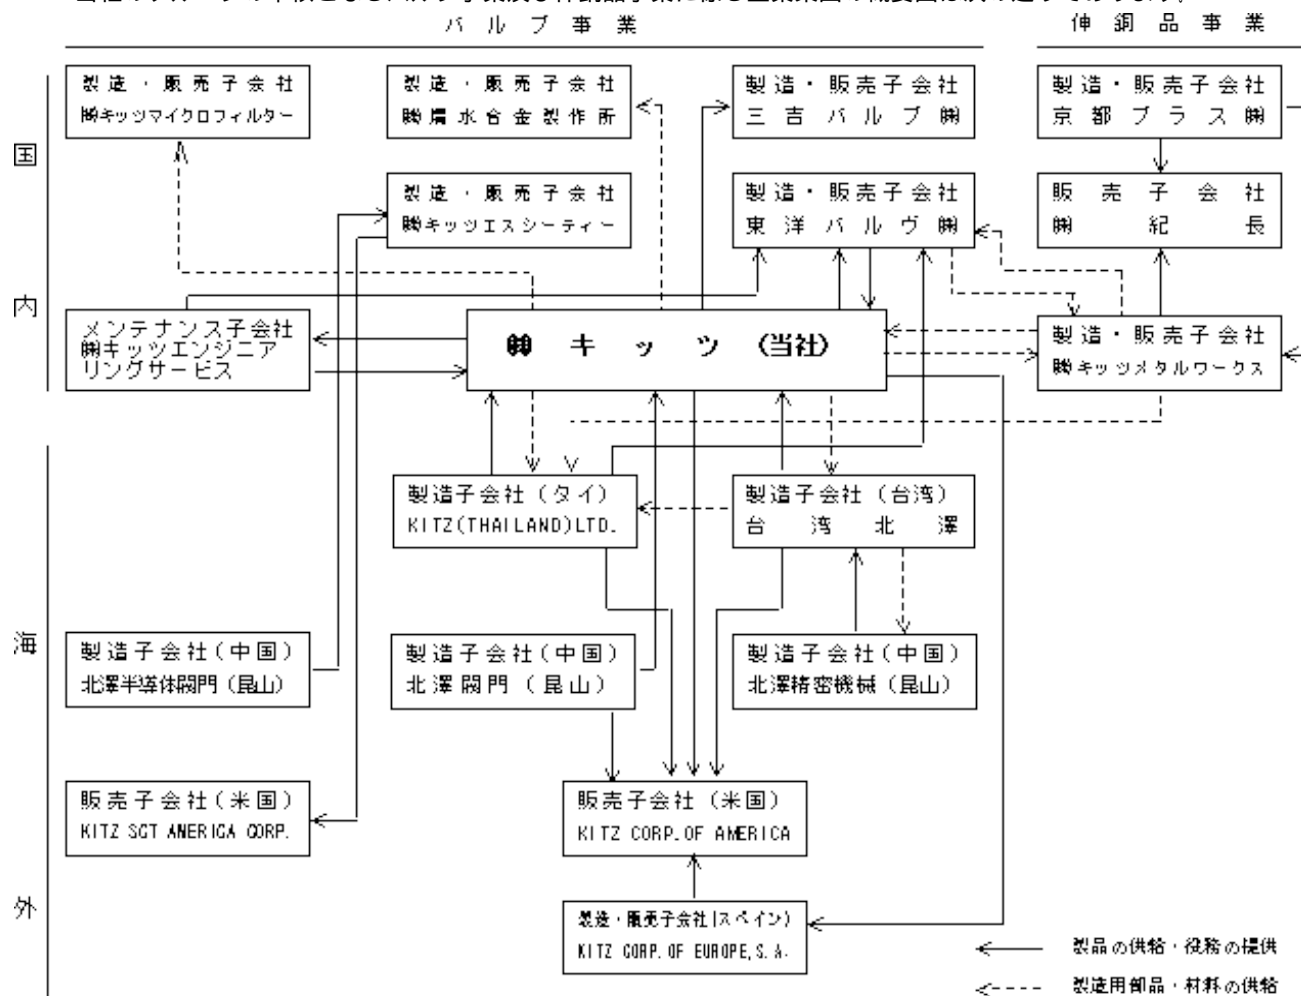 バルブ事業
伸銅品事業
国
内
海
外
製造・販売子会社
㈱キッツマイクロフィルター
製造・販売子会社
㈱清水合金製作所
製造・販売子会社
三吉バルブ㈱
製造・販売子会社
京都ブラス㈱
製造・販売子会社
㈱キッツエスシーティー
製造・販売子会社
東洋バルヴ㈱
販売子会社
㈱紀長
メンテナンス子会社
㈱キッツエンジニア
リングサービス
㈱キッツ(当社)
製造・販売子会社
㈱キッツメタルワークス
製造子会社(タイ)
KITZ(THAILAND)LTD.
製造子会社(台湾)
台湾北澤
製造子会社(中国)
北澤半導体閥門(昆山)
製造子会社(中国)
北澤閥門(昆山)
製造子会社(中国)
北澤精密機械(昆山)
販売子会社(米国)
KITZ SCT AMERICA CORP.
販売子会社(米国)
KITZ CORP.OF AMERICA
製造・販売子会社(スペイン)
KITZ CORP. OF EUROPE,S.A.
製品の供給・役務の提供
製造用部品・材料の供給